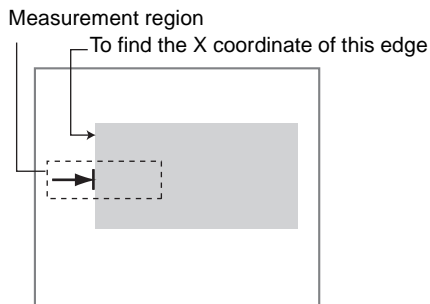 Measurement region
To find the X coordinate of this edge